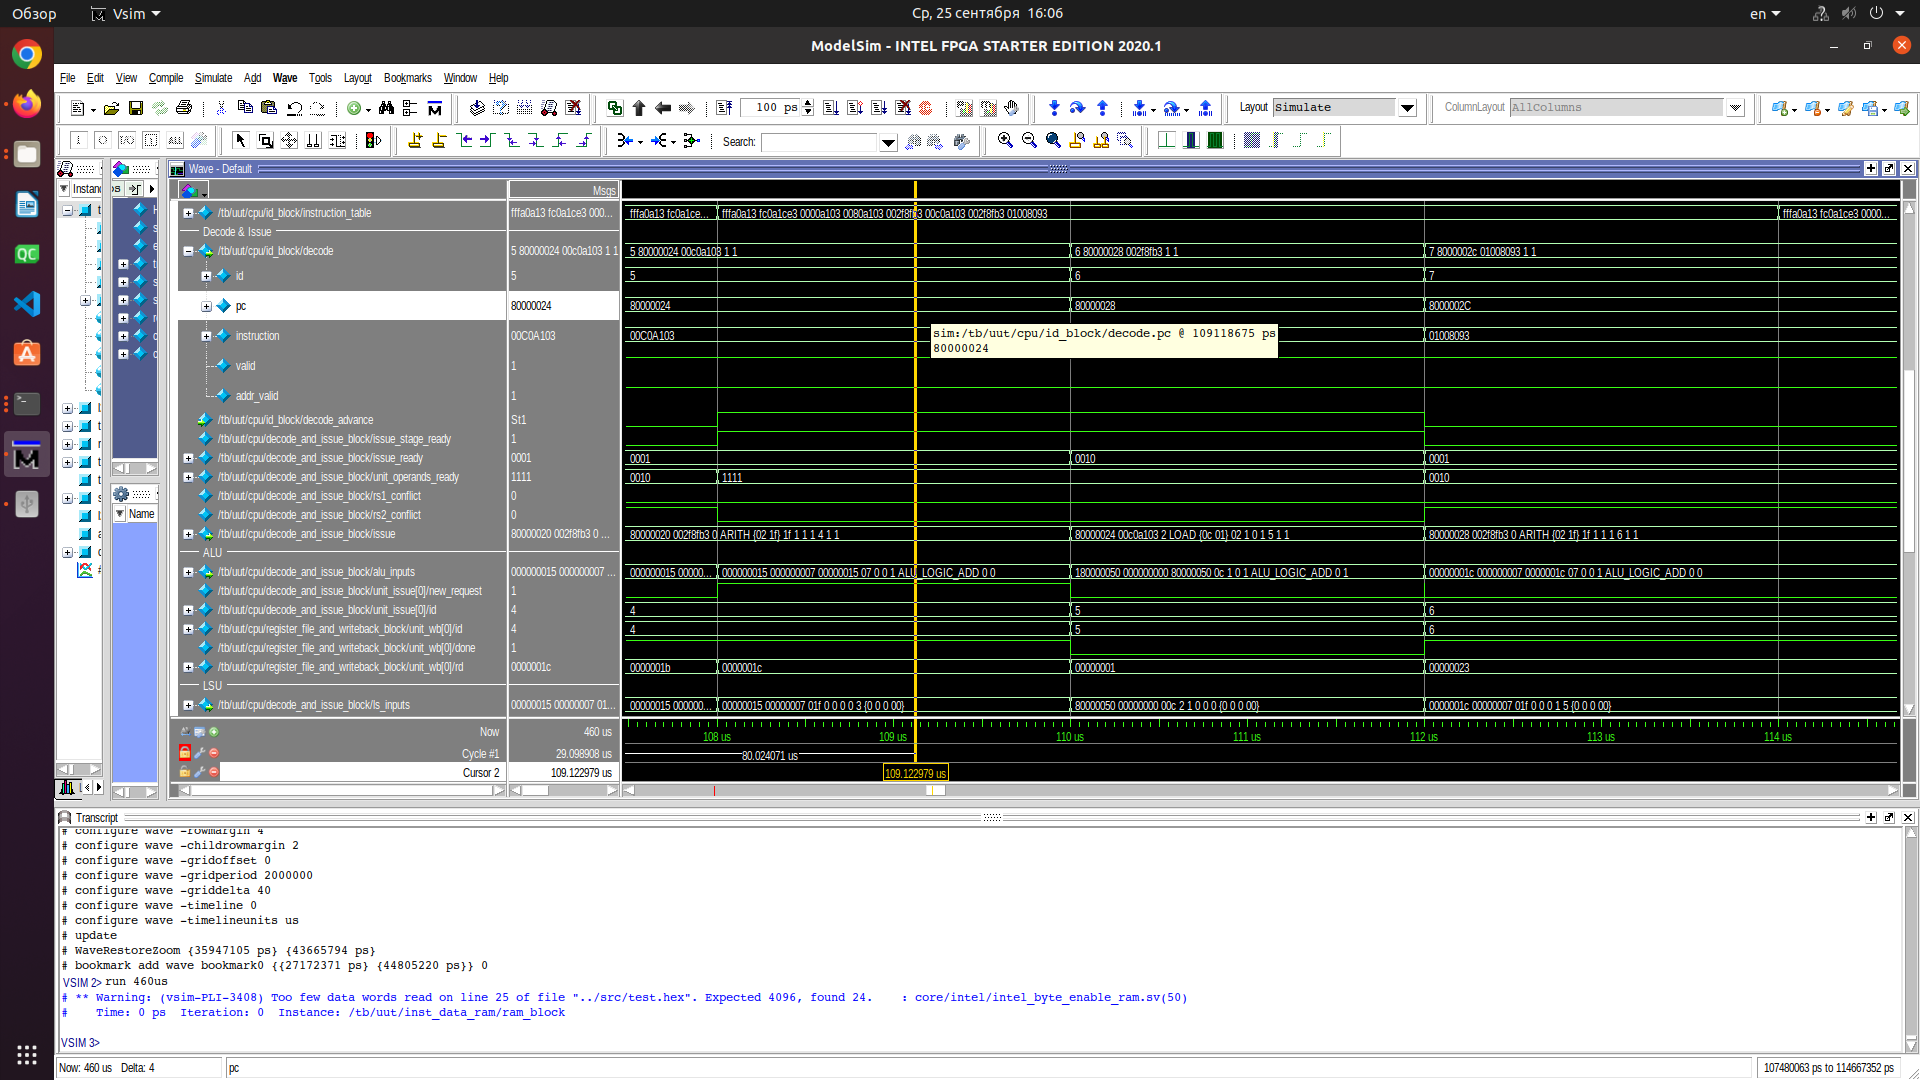 Обзор
Vsim
Ср, 25 сентября 16:06
en
ModelSim - INTEL FPGA STARTER EDITION 2020.1
File Edit View Compile Simulate Add Wave Tools Layout Bookmarks Window Help
100 ps
Layout Simulate
ColumnLayout AllColumns
Search:
Instanc
Wave - Default
Msgs
/tb/uut/cpu/id_block/instruction_table fffa0a13 fc0a1ce3 000... fffa0a13 fc0a1ce... fffa0a13 fc0a1ce3 0000a103 0080a103 002f8fb3 00c0a103 002f8fb3 01008093 fffa0a13 fc0a1ce3 0000...
Decode & Issue
/tb/uut/cpu/id_block/decode 5 80000024 00c0a103 1 1 5 80000024 00c0a103 1 1 6 80000028 002f8fb3 1 1 7 8000002c 01008093 1 1
id 5 5 6 7
pc 80000024 80000024 80000028 8000002C
instruction 00C0A103 00C0A103 01008093
sim:/tb/uut/cpu/id_block/decode.pc @ 109118675 ps
80000024
valid 1
addr_valid 1
/tb/uut/cpu/id_block/decode_advance St1
/tb/uut/cpu/decode_and_issue_block/issue_stage_ready 1
/tb/uut/cpu/decode_and_issue_block/issue_ready 0001 0001 0010 0001
/tb/uut/cpu/decode_and_issue_block/unit_operands_ready 1111 0010 1111 0010
/tb/uut/cpu/decode_and_issue_block/rs1_conflict 0
/tb/uut/cpu/decode_and_issue_block/rs2_conflict 0
/tb/uut/cpu/decode_and_issue_block/issue 80000020 002f8fb3 0 ... 80000020 002f8fb3 0 ARITH {02 1f} 1f 1 1 1 4 1 1 80000024 00c0a103 2 LOAD {0c 01} 02 1 0 1 5 1 1 80000028 002f8fb3 0 ARITH {02 1f} 1f 1 1 1 6 1 1
ALU
/tb/uut/cpu/decode_and_issue_block/alu_inputs 000000015 000000007 ... 000000015 00000... 000000015 000000007 00000015 07 0 0 1 ALU_LOGIC_ADD 0 0 180000050 000000000 80000050 0c 1 0 1 ALU_LOGIC_ADD 0 1 00000001c 000000007 0000001c 07 0 0 1 ALU_LOGIC_ADD 0 0
/tb/uut/cpu/decode_and_issue_block/unit_issue[0]/new_request 1
/tb/uut/cpu/decode_and_issue_block/unit_issue[0]/id 4 4 5 6
/tb/uut/cpu/register_file_and_writeback_block/unit_wb[0]/id 4 4 5 6
/tb/uut/cpu/register_file_and_writeback_block/unit_wb[0]/done 1
/tb/uut/cpu/register_file_and_writeback_block/unit_wb[0]/rd 0000001c 0000001b 0000001c 00000001 00000023
LSU
/tb/uut/cpu/decode_and_issue_block/ls_inputs 00000015 00000007 01... 00000015 000000... 00000015 00000007 01f 0 0 0 0 3 {0 0 0 00} 80000050 00000000 00c 2 1 0 0 0 {0 0 0 00} 0000001c 00000007 01f 0 0 0 1 5 {0 0 0 00}
Name
Now 460 us 108 us 109 us 110 us 111 us 112 us 113 us 114 us
Cycle #1 29.098908 us 80.024071 us
Cursor 2 109.122979 us 109.122979 us
Transcript
# configure wave -rowmargin 4
# configure wave -childrowmargin 2
# configure wave -gridoffset 0
# configure wave -gridperiod 2000000
# configure wave -griddelta 40
# configure wave -timeline 0
# configure wave -timelineunits us
# update
# WaveRestoreZoom {35947105 ps} {43665794 ps}
# bookmark add wave bookmark0 {{27172371 ps} {44805220 ps}} 0
VSIM 2> run 460us
# ** Warning: (vsim-PLI-3408) Too few data words read on line 25 of file "../src/test.hex". Expected 4096, found 24. : core/intel/intel_byte_enable_ram.sv(50)
# Time: 0 ps Iteration: 0 Instance: /tb/uut/inst_data_ram/ram_block
VSIM 3>
Now: 460 us Delta: 4
pc
107480063 ps to 114667352 ps